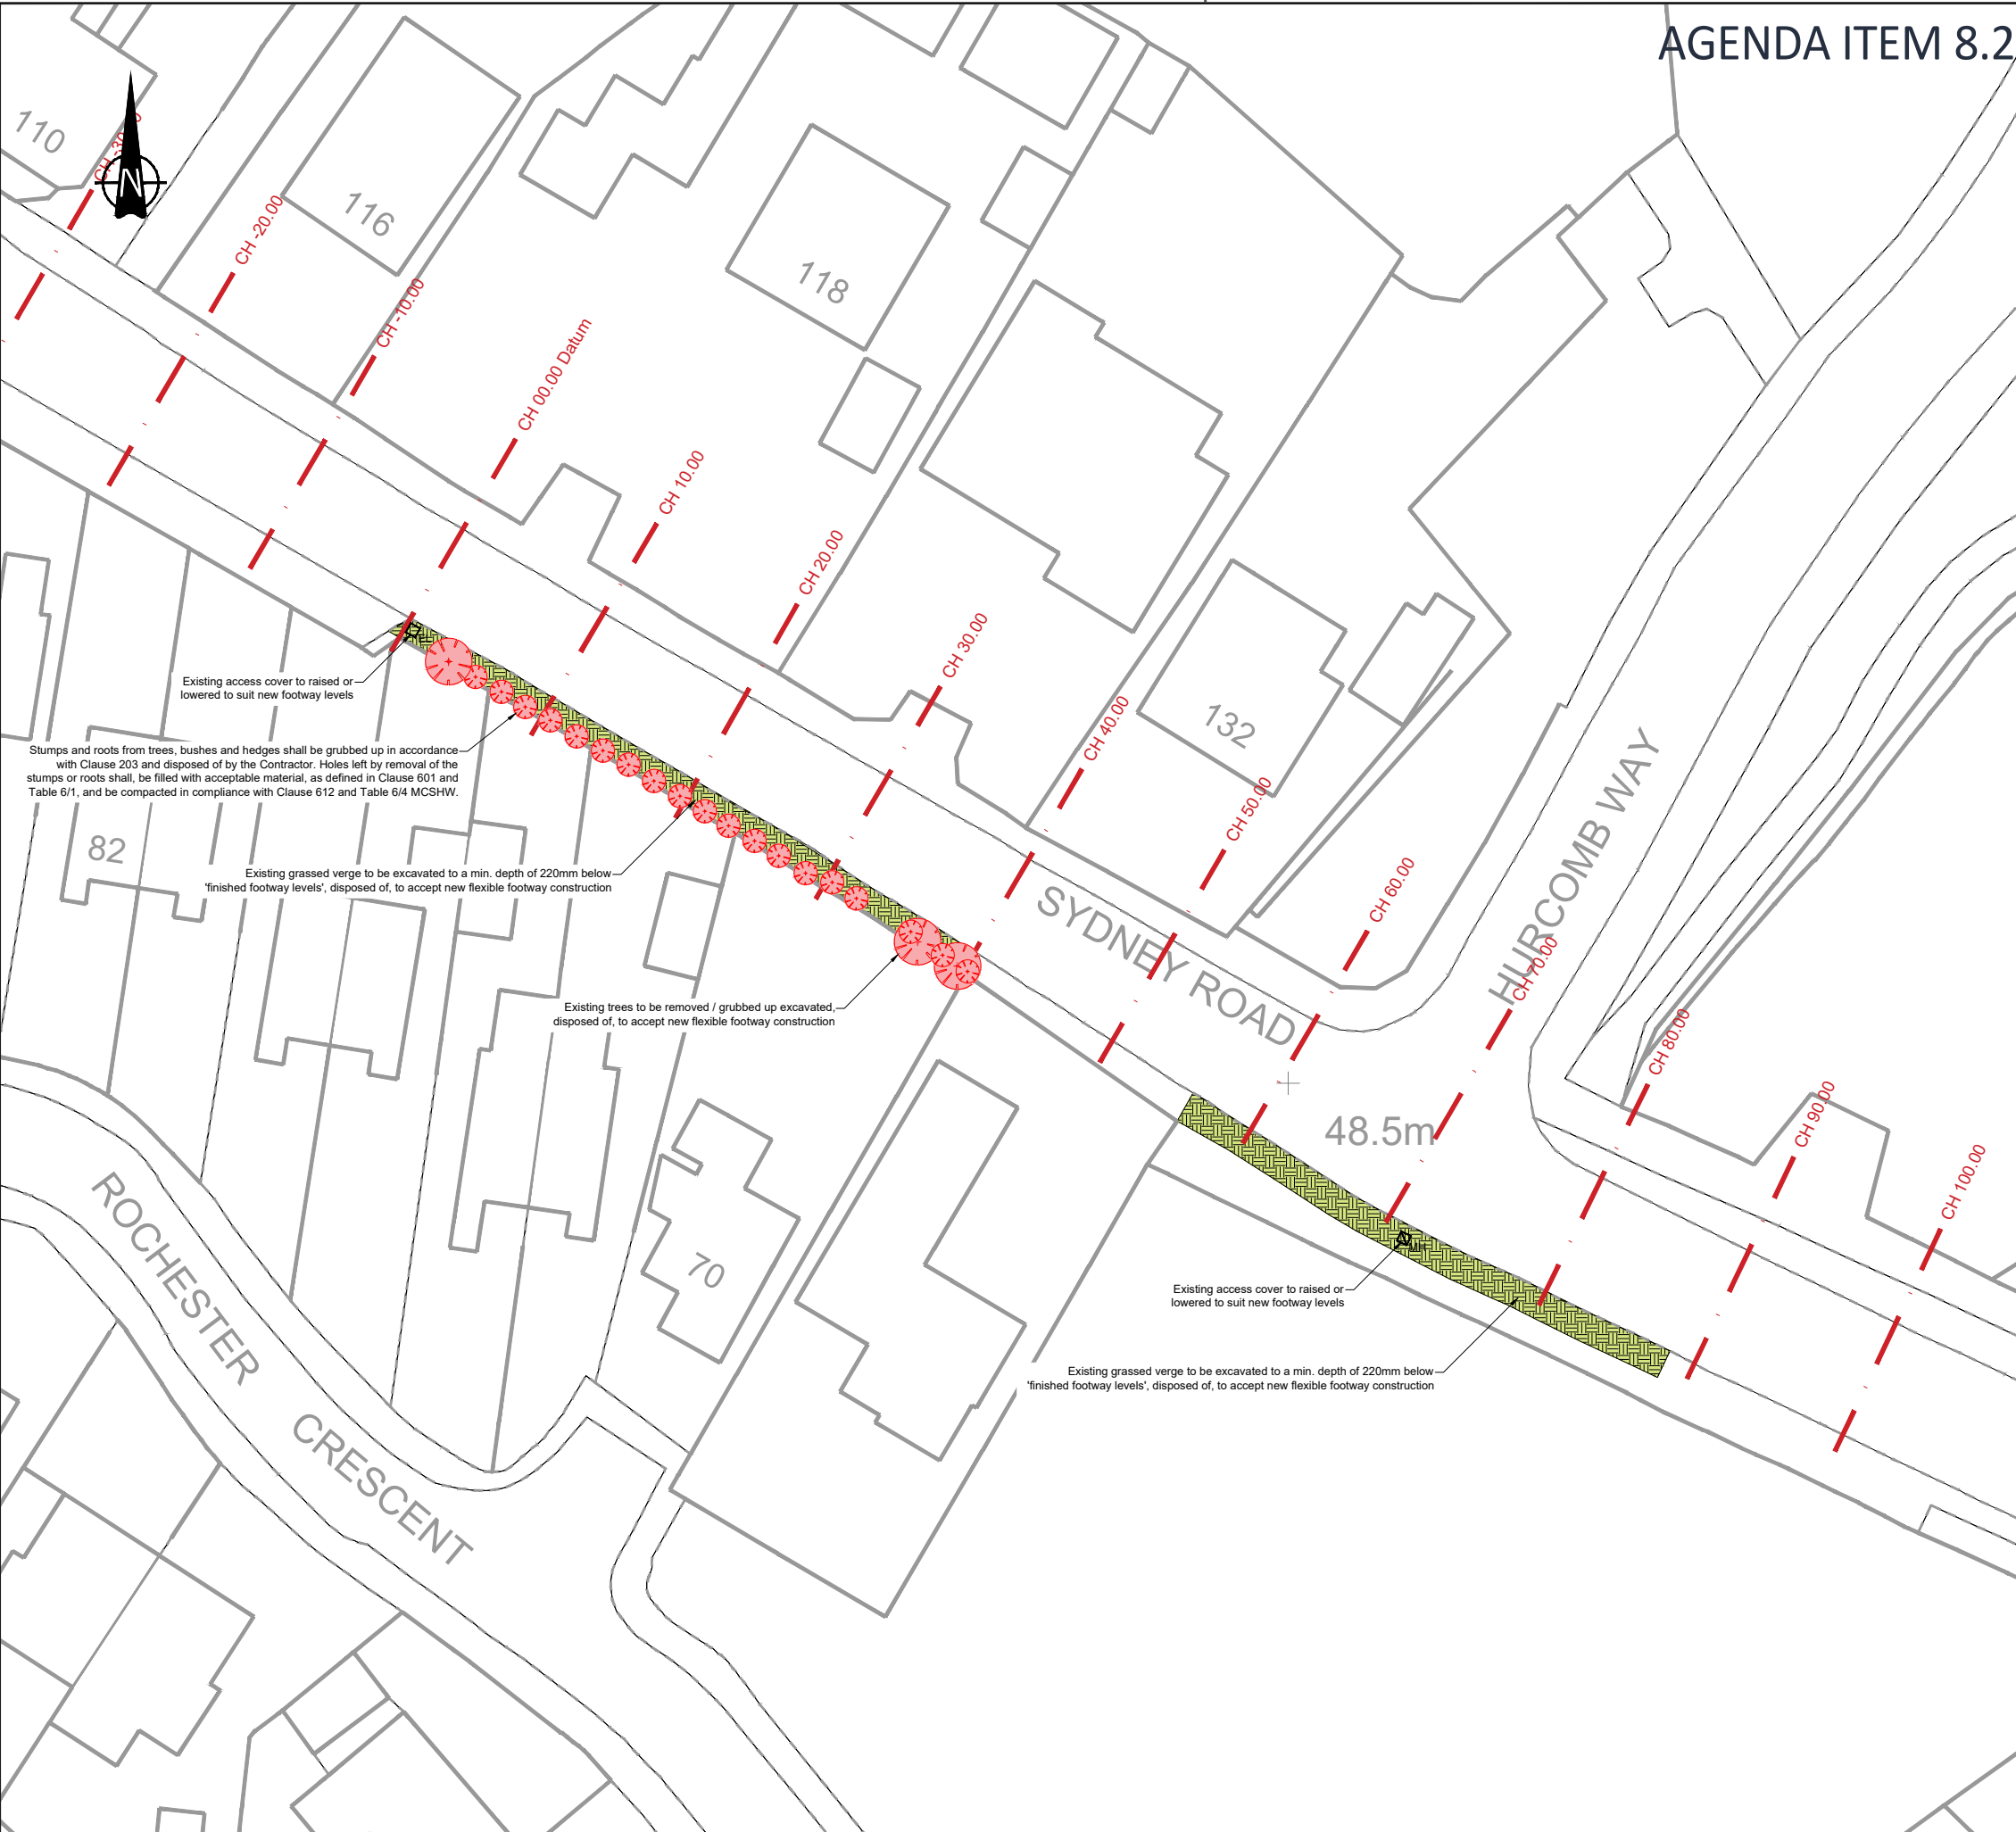 AGENDA ITEM 8.2
110
N
CH -30.00
CH -20.00
116
CH -10.00
118
CH 00.00 Datum
CH 10.00
CH 20.00
CH 30.00
CH 40.00
132
CH 50.00
CH 60.00
HURCOMB WAY
CH 70.00
SYDNEY ROAD
CH 80.00
CH 90.00
CH 100.00
48.5m
Existing access cover to raised or
lowered to suit new footway levels
Stumps and roots from trees, bushes and hedges shall be grubbed up in accordance
with Clause 203 and disposed of by the Contractor. Holes left by removal of the
stumps or roots shall, be filled with acceptable material, as defined in Clause 601 and
Table 6/1, and be compacted in compliance with Clause 612 and Table 6/4 MCSHW.
82
Existing grassed verge to be excavated to a min. depth of 220mm below
'finished footway levels', disposed of, to accept new flexible footway construction
Existing trees to be removed / grubbed up excavated,
disposed of, to accept new flexible footway construction
70
ROCHESTER
CRESCENT
MH
Existing access cover to raised or
lowered to suit new footway levels
Existing grassed verge to be excavated to a min. depth of 220mm below
'finished footway levels', disposed of, to accept new flexible footway construction